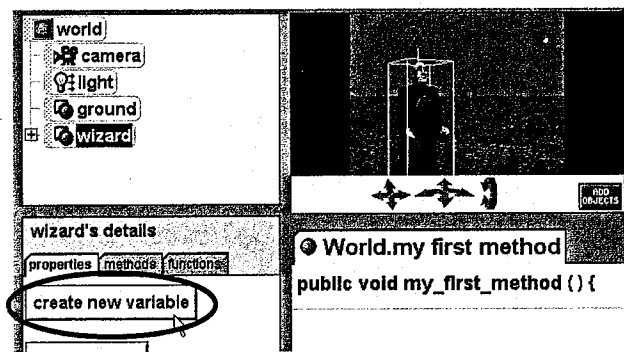 world
camera
light
ground
wizard
ADD
OBJECTS
wizard's details
properties methods functions
create new variable
World.my first method
public void my_first_method () {